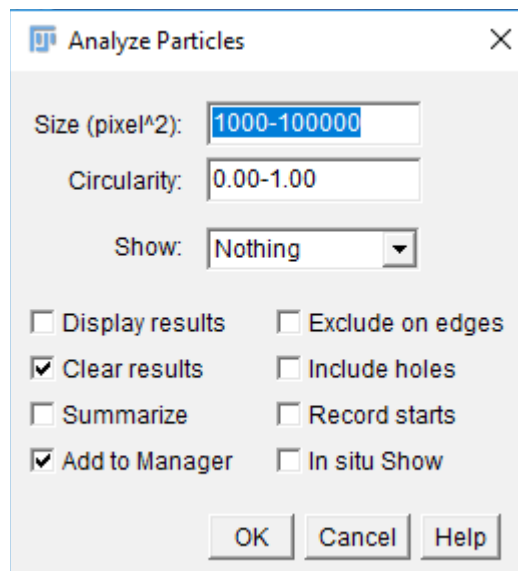 Analyze Particles
Size (pixel^2): 1000-100000
Circularity: 0.00-1.00
Show: Nothing
Display results Exclude on edges
Clear results Include holes
Summarize Record starts
Add to Manager In situ Show
OK Cancel Help